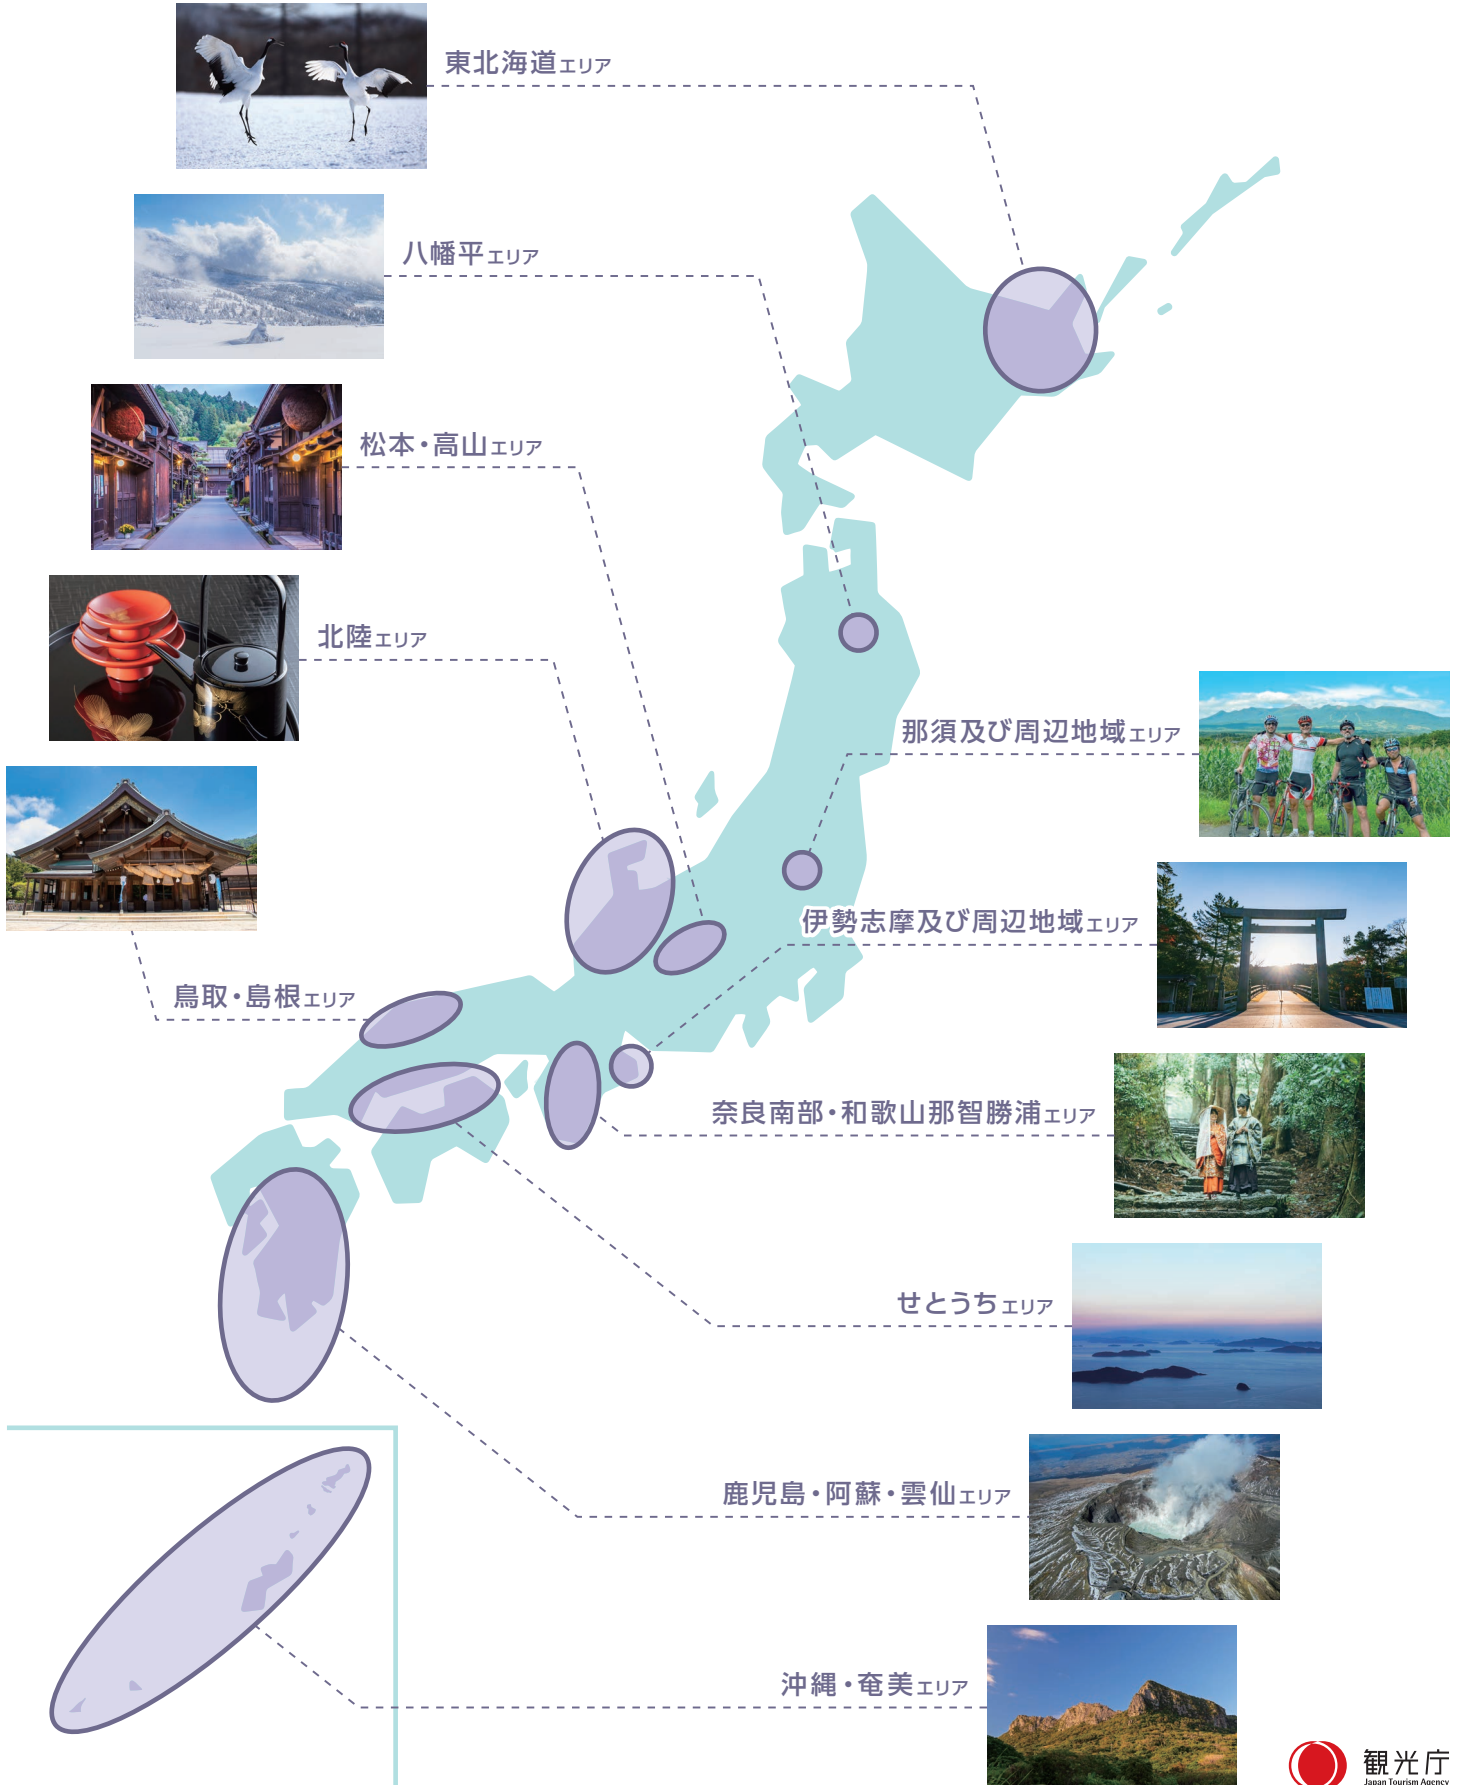 東北海道エリア
八幡平エリア
松本・高山エリア
北陸エリア
那須及び周辺地域エリア
伊勢志摩及び周辺地域エリア
鳥取・島根エリア
奈良南部・和歌山那智勝浦エリア
せとうちエリア
鹿児島・阿蘇・雲仙エリア
沖縄・奄美エリア
観光庁
Japan Tourism Agency